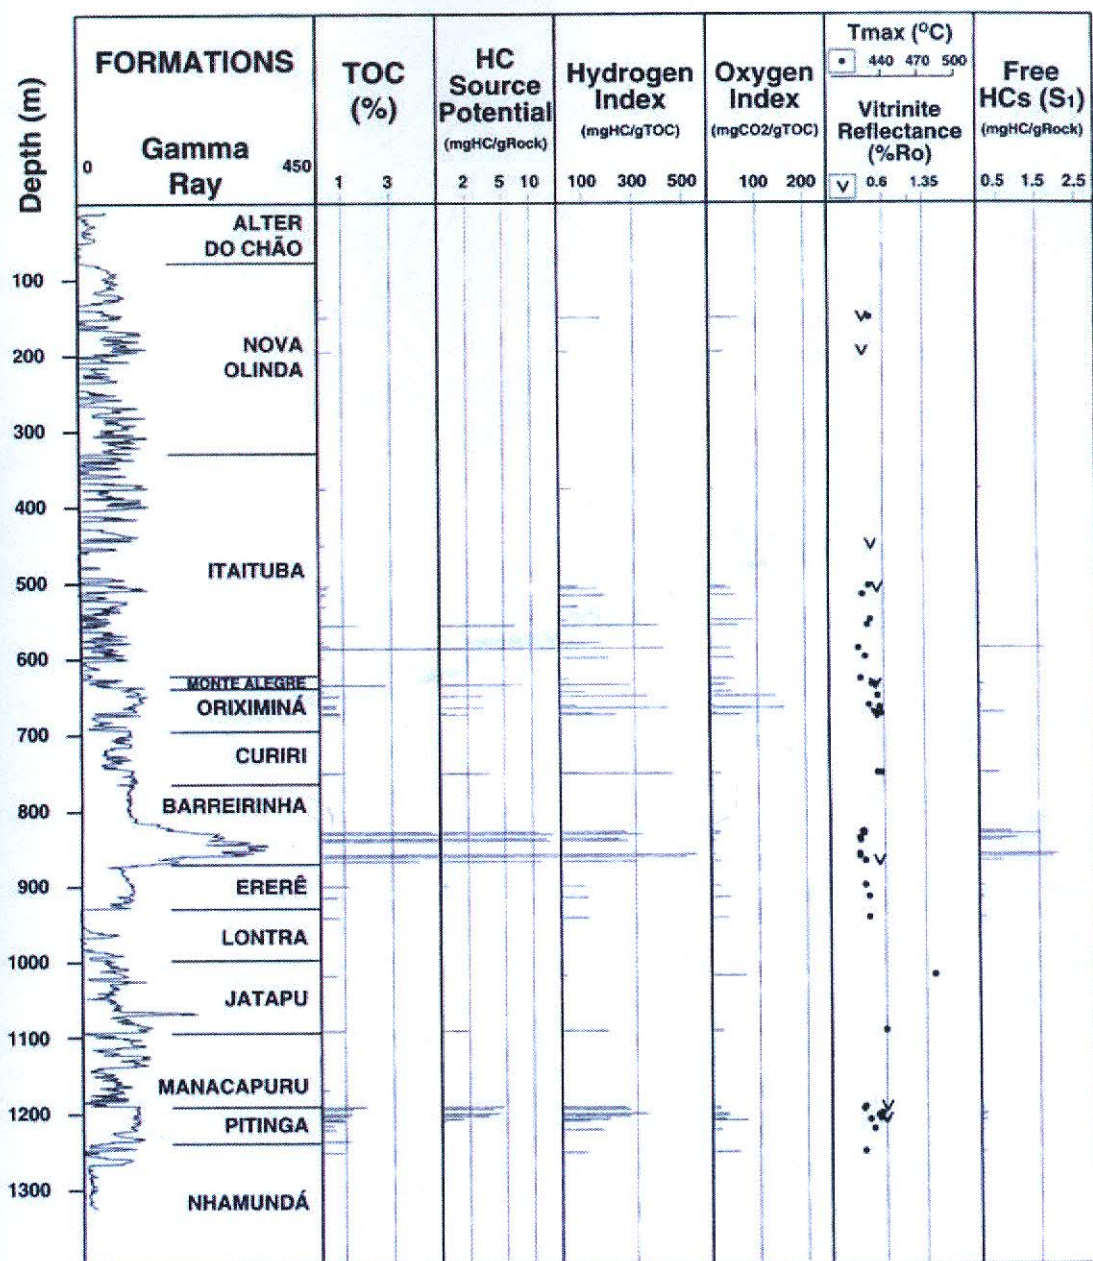 Depth (m)
FORMATIONS
Gamma
Ray
0
450
TOC
(%)
1 3
HC
Source
Potential
(mgHC/gRock)
2 5 10
Hydrogen
Index
(mgHC/gTOC)
100 300 500
Oxygen
Index
(mgCO2/gTOC)
100 200
Tmax (ºC)
440 470 500
Vitrinite
Reflectance
(%Ro)
V 0.6 1.35
Free
HCs (S1)
(mgHC/gRock)
0.5 1.5 2.5
ALTER
DO CHÃO
100
NOVA
200
OLINDA
300
400
ITAITUBA
500
600
MONTE ALEGRE
ORIXIMINÁ
700
CURIRI
BARREIRINHA
800
ERERÊ
900
LONTRA
1000
JATAPU
1100
MANACAPURU
1200
PITINGA
1300
NHAMUNDÁ